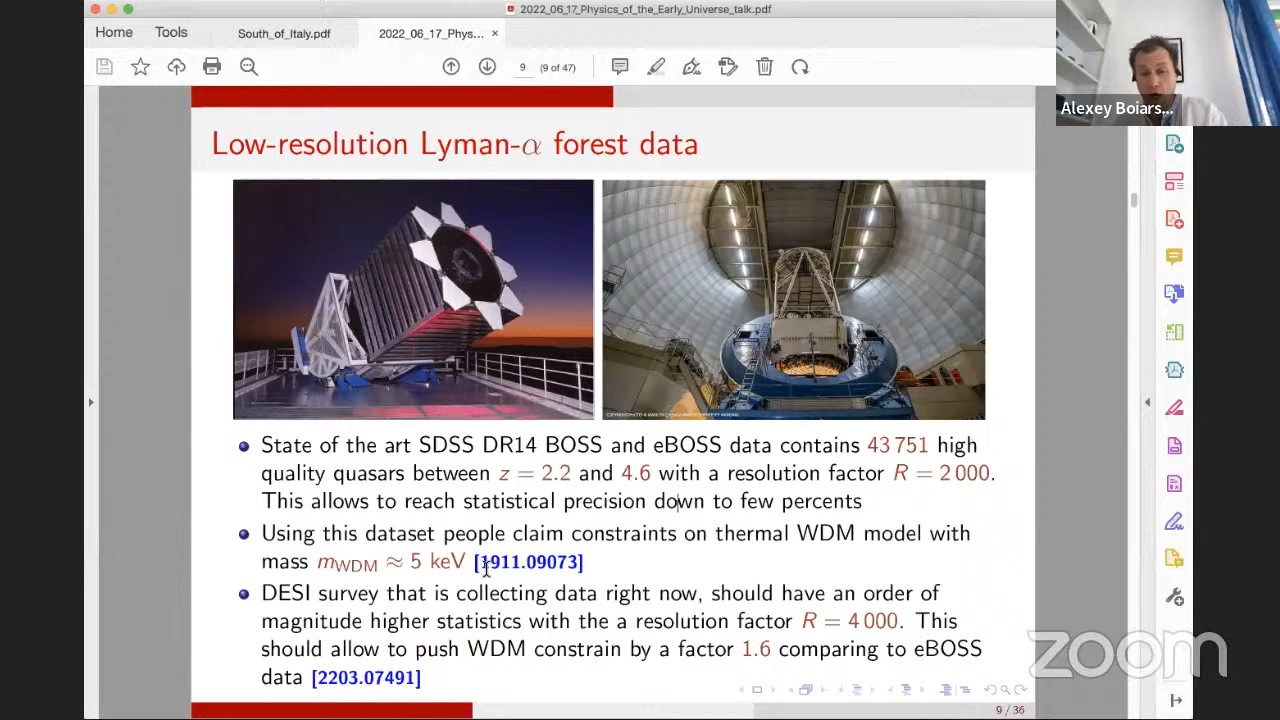 2022_06_17_Physics_of_the_Early_Universe_talk.pdf
Home Tools South_of_Italy.pdf 2022_06_17_Phys... ×
9 (9 of 47)
Alexey Boiars...
Low-resolution Lyman-α forest data
State of the art SDSS DR14 BOSS and eBOSS data contains 43 751 high
quality quasars between z = 2.2 and 4.6 with a resolution factor R = 2 000.
This allows to reach statistical precision down to few percents
Using this dataset people claim constraints on thermal WDM model with
mass mWDM ≈ 5 keV [1911.09073]
DESI survey that is collecting data right now, should have an order of
magnitude higher statistics with the a resolution factor R = 4 000. This
should allow to push WDM constrain by a factor 1.6 comparing to eBOSS
data [2203.07491]
zoom
9 / 36